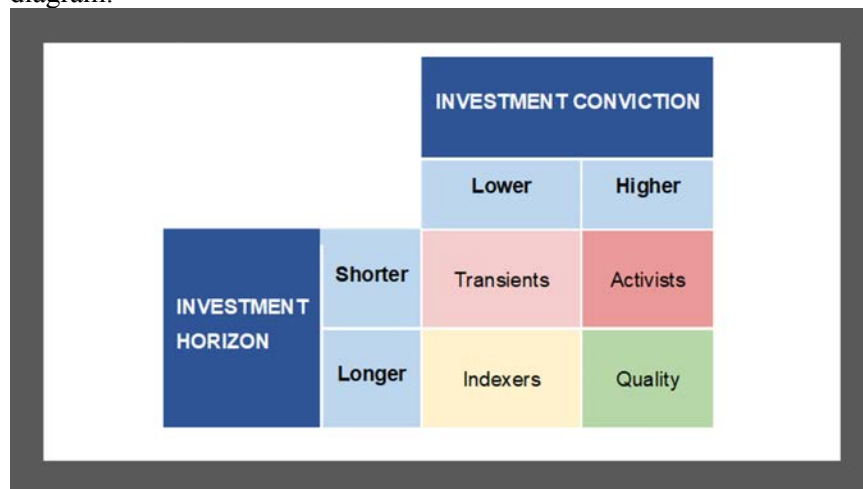 diagram.
INVESTMENT CONVICTION
Lower Higher
Shorter Transients Activists
INVESTMENT
HORIZON
Longer Indexers Quality